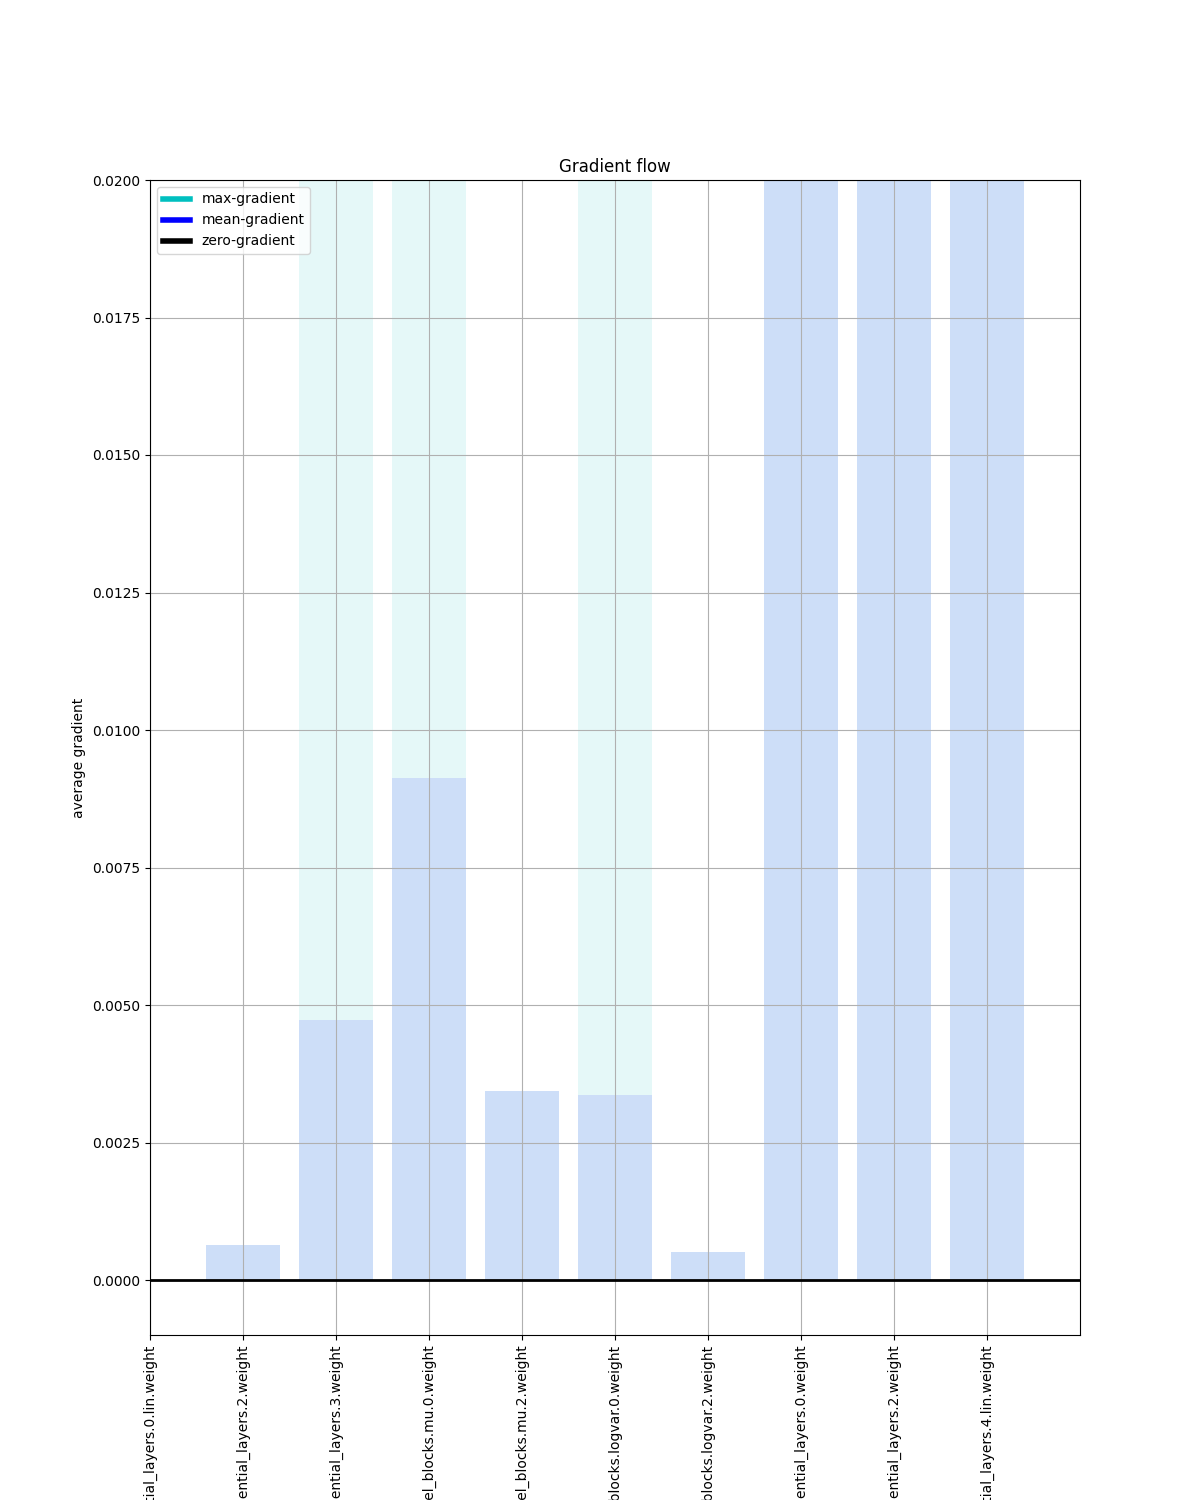 Gradient flow
max-gradient
mean-gradient
zero-gradient
0.0200
0.0175
0.0150
0.0125
0.0100
0.0075
0.0050
0.0025
0.0000
average gradient
tial_layers.0.lin.weight
ential_layers.2.weight
ential_layers.3.weight
el_blocks.mu.0.weight
el_blocks.mu.2.weight
blocks.logvar.0.weight
blocks.logvar.2.weight
ential_layers.0.weight
ential_layers.2.weight
tial_layers.4.lin.weight